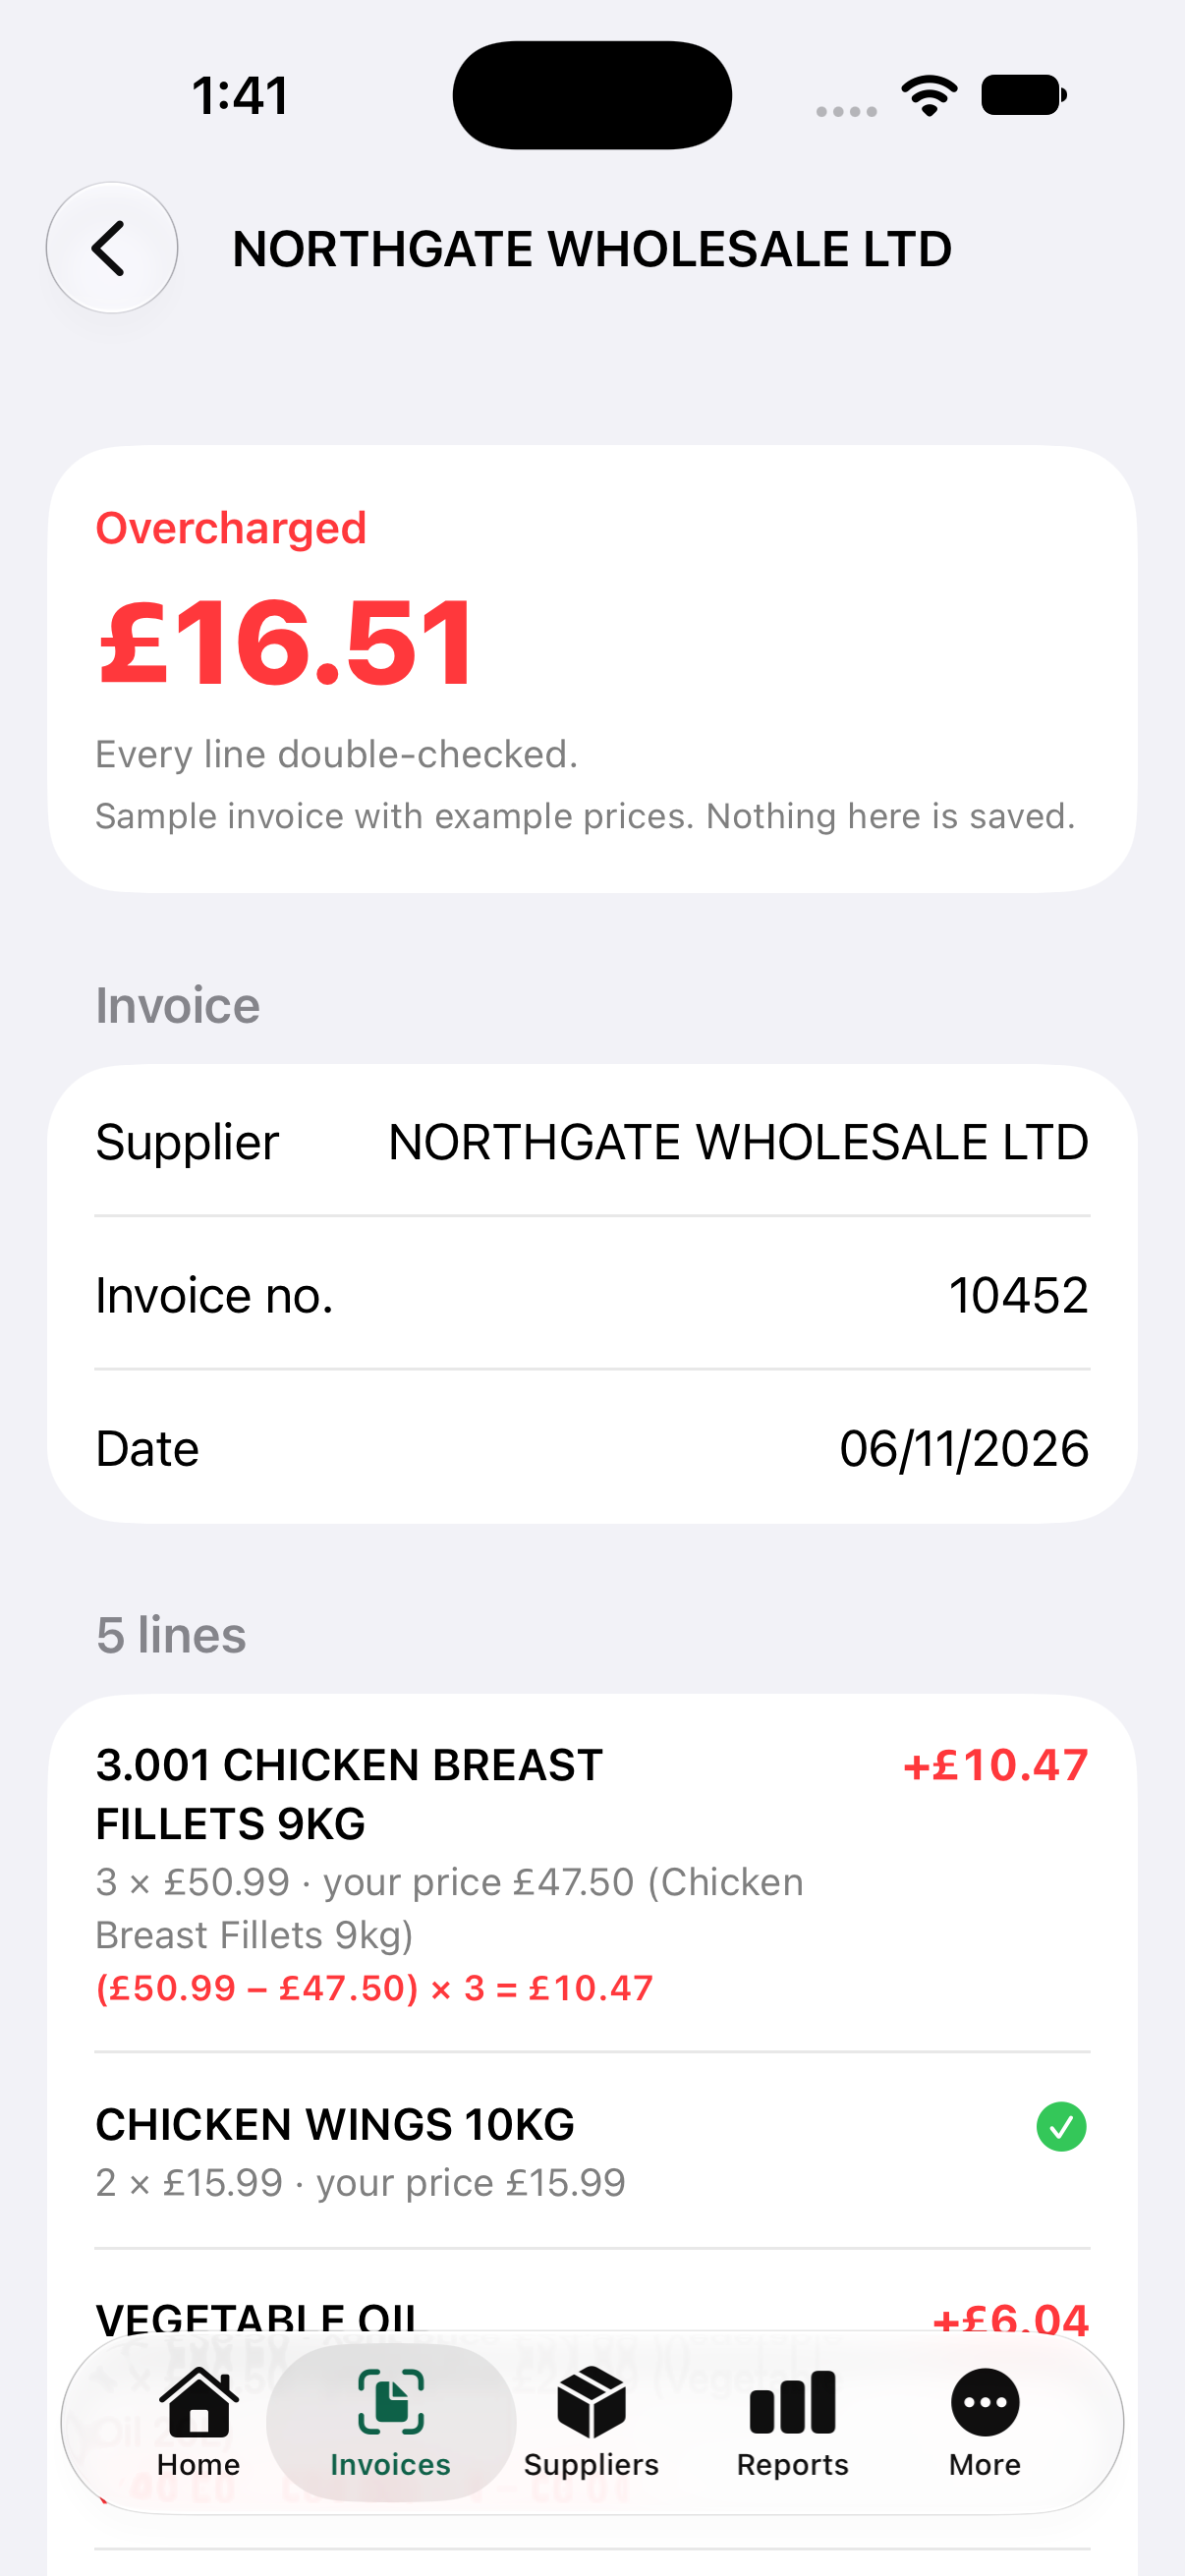 1:41
NORTHGATE WHOLESALE LTD
Overcharged
£16.51
Every line double-checked.
Sample invoice with example prices. Nothing here is saved.
Invoice
Supplier NORTHGATE WHOLESALE LTD
Invoice no. 10452
Date 06/11/2026
5 lines
3.001 CHICKEN BREAST +£10.47
FILLETS 9KG
3 × £50.99 · your price £47.50 (Chicken
Breast Fillets 9kg)
(£50.99 – £47.50) × 3 = £10.47
CHICKEN WINGS 10KG
2 × £15.99 · your price £15.99
VEGETABLE OIL +£6.04
Home Invoices Suppliers Reports More